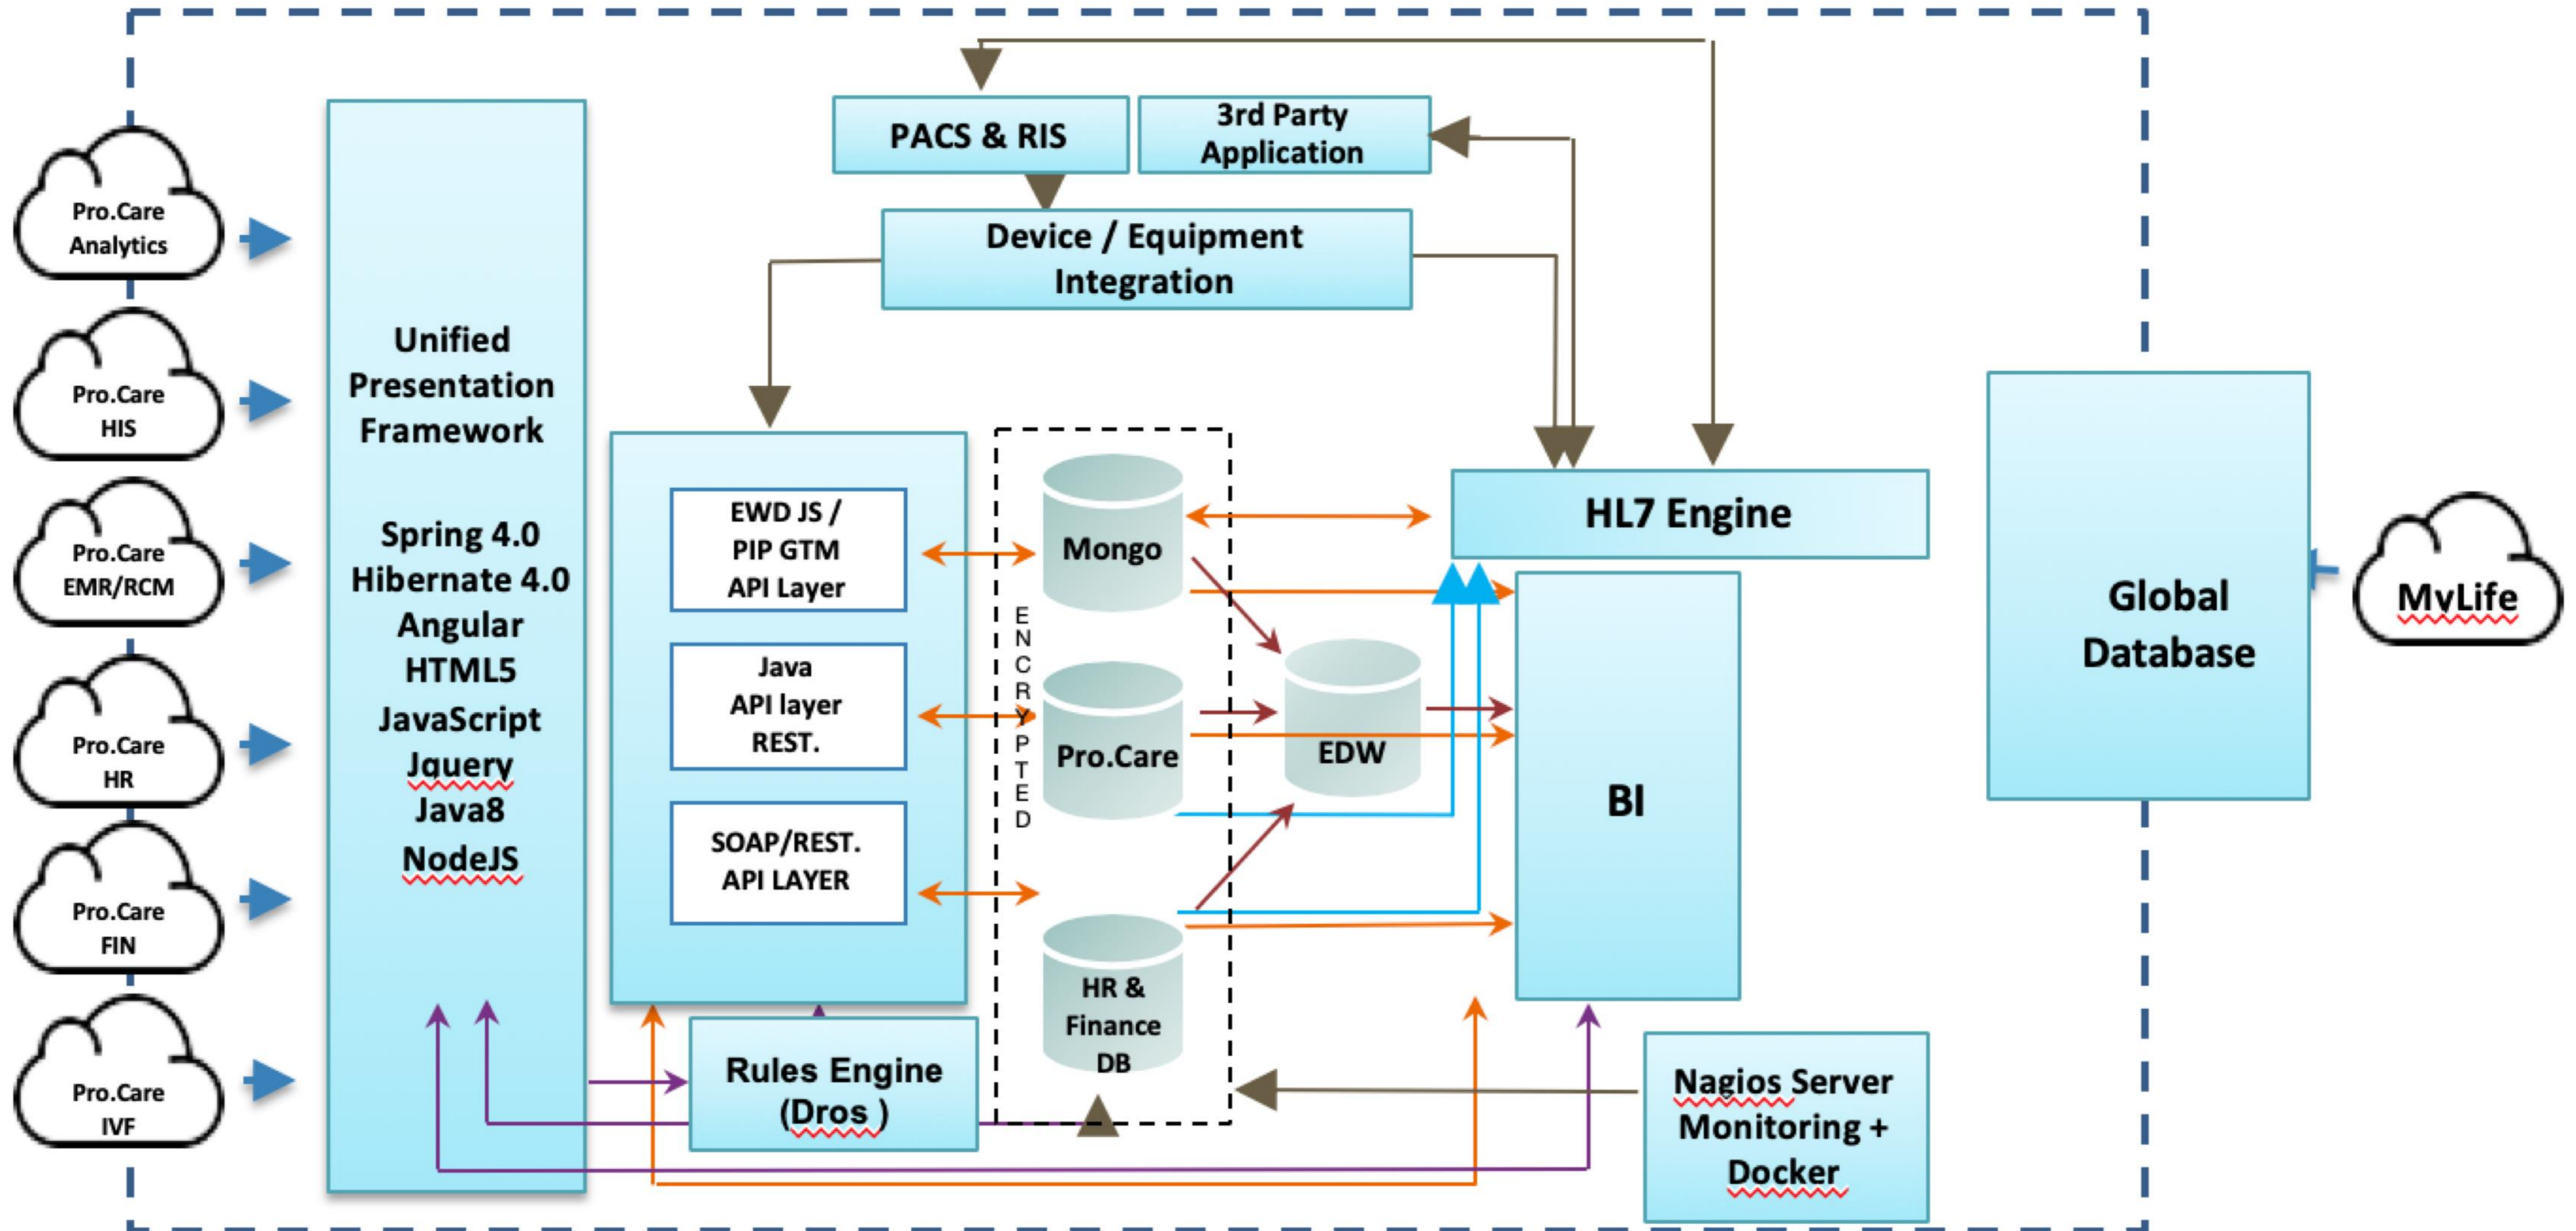 Pro.Care
Analytics
Pro.Care
HIS
Pro.Care
EMR/RCM
Pro.Care
HR
Pro.Care
FIN
Pro.Care
IVF
Unified
Presentation
Framework
Spring 4.0
Hibernate 4.0
Angular
HTML5
JavaScript
Jquery
Java8
NodeJS
PACS & RIS
3rd Party
Application
Device / Equipment
Integration
EWD JS /
PIP GTM
API Layer
Java
API layer
REST.
SOAP/REST.
API LAYER
ENCRYPTED
Mongo
Pro.Care
HR &
Finance
DB
EDW
HL7 Engine
BI
Rules Engine
(Dros )
Nagios Server
Monitoring +
Docker
Global
Database
MyLife